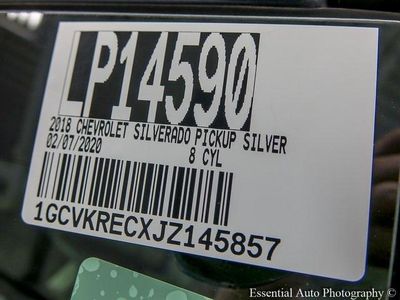 LP14590
2018 CHEVROLET SILVERADO PICKUP SILVER
02/07/2020 8 CYL
1GCVKRECXJZ145857
Essential Auto Photography (C)